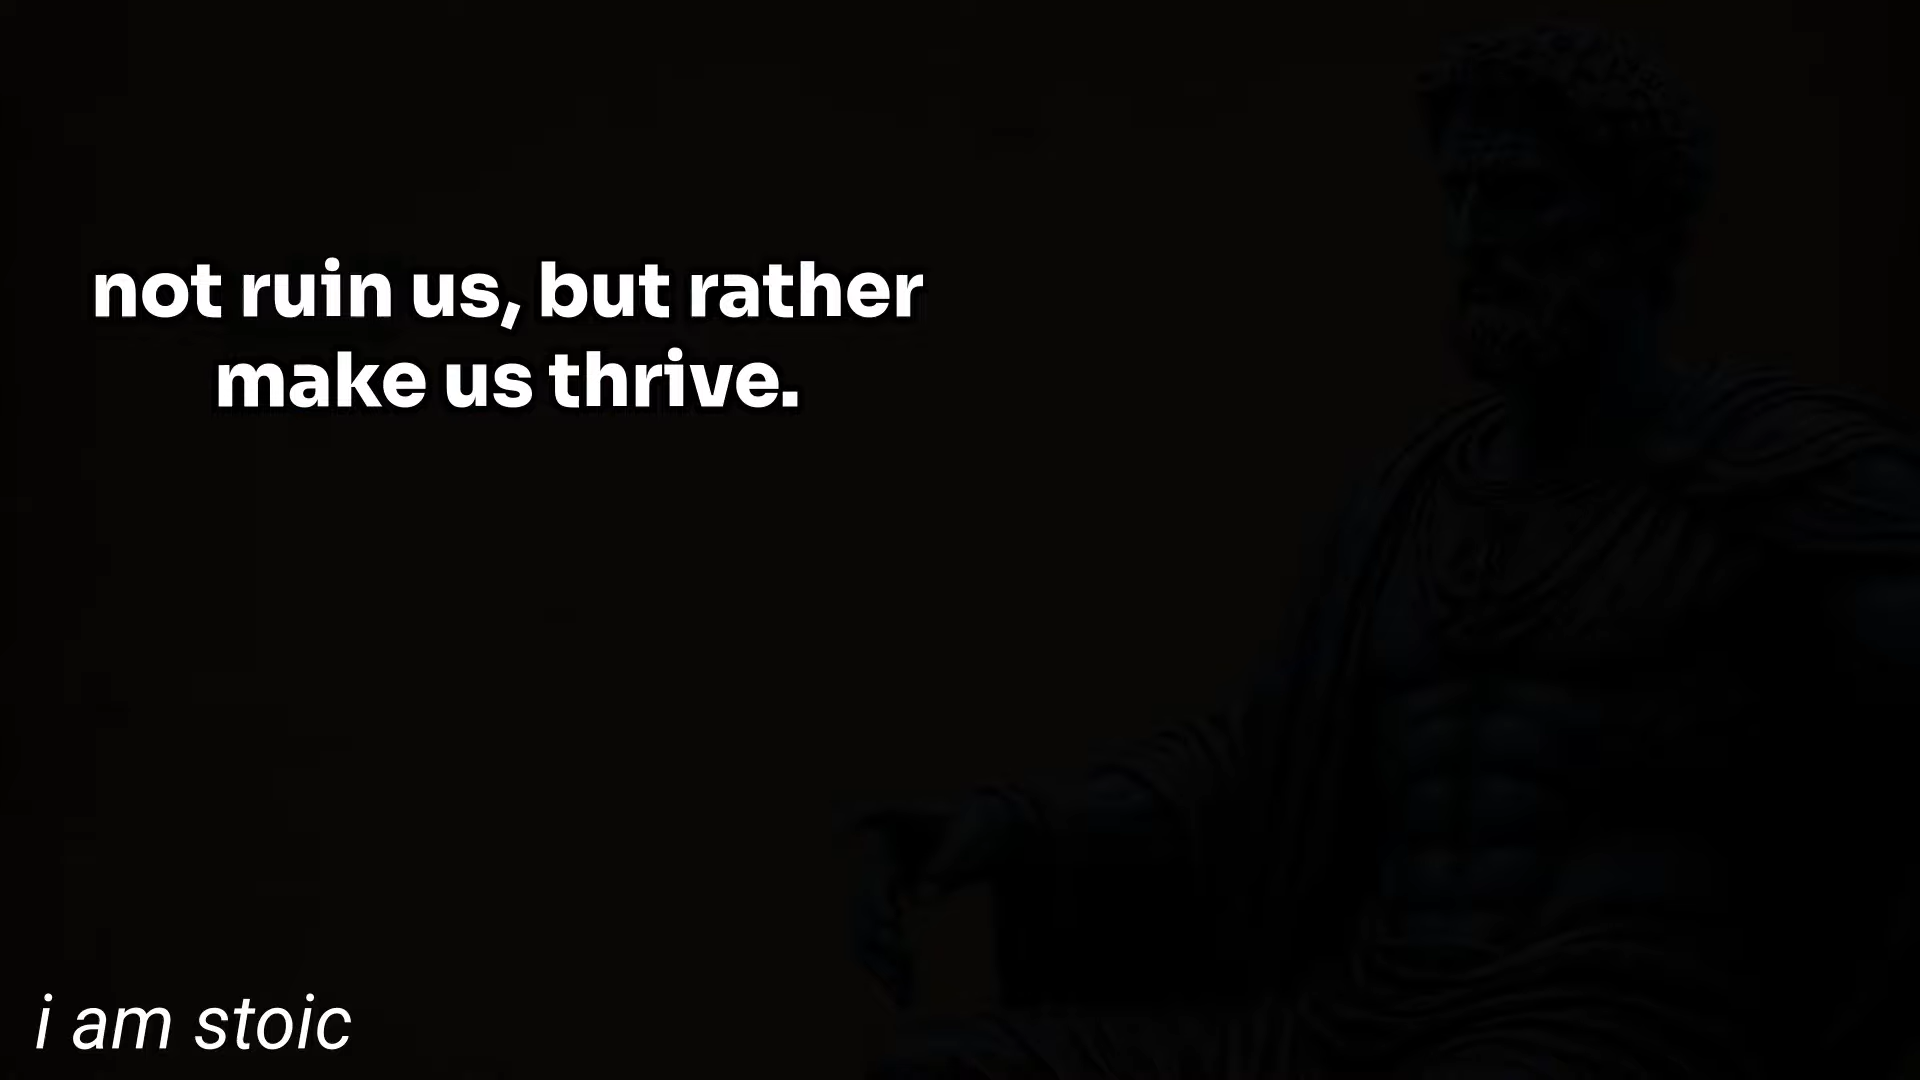 not ruin us, but rather
make us thrive.
i am stoic